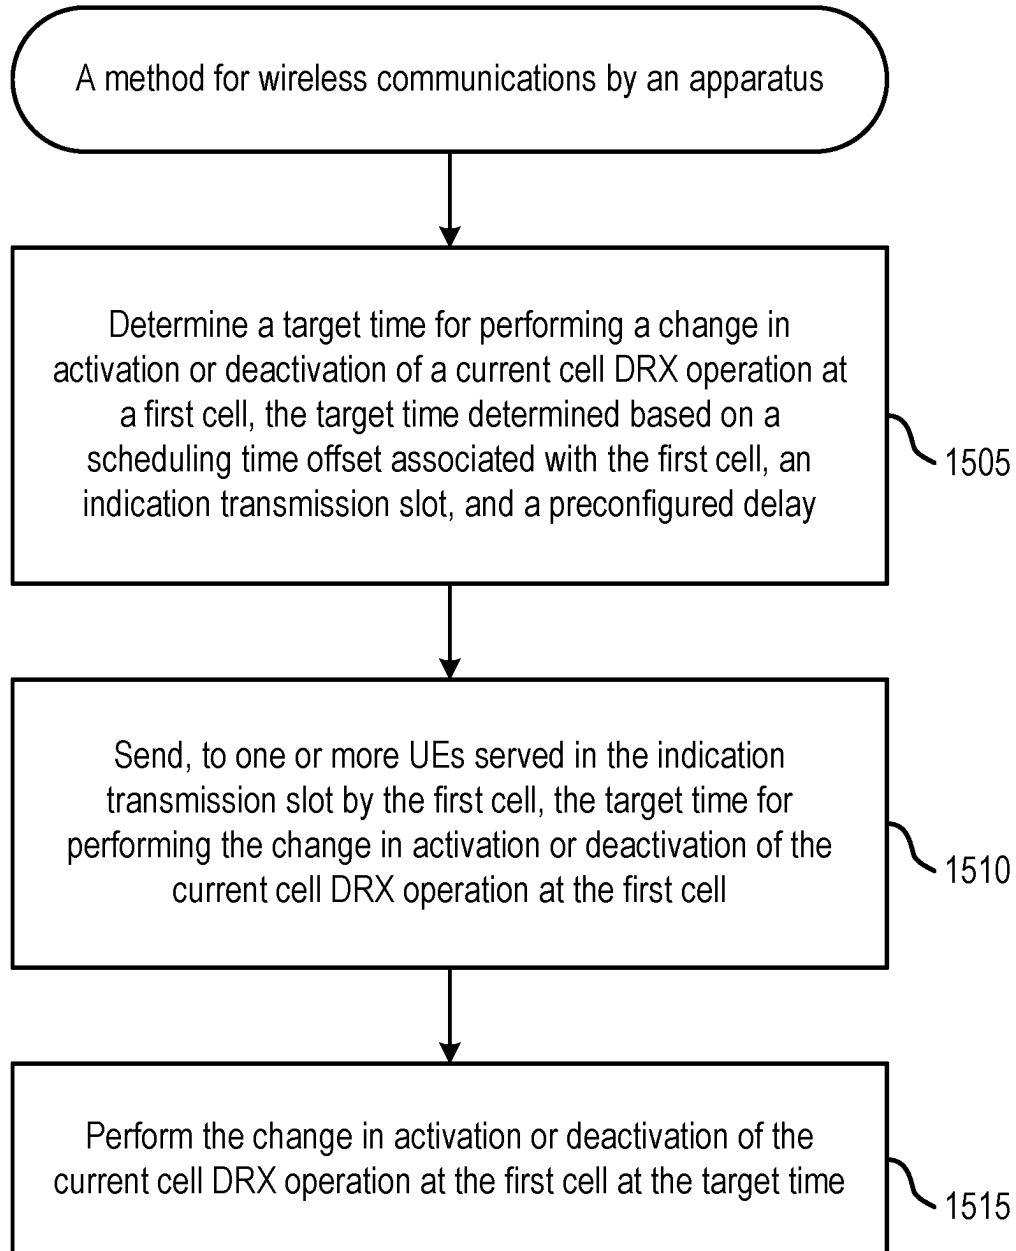 A method for wireless communications by an apparatus
Determine a target time for performing a change in
activation or deactivation of a current cell DRX operation at
a first cell, the target time determined based on a
scheduling time offset associated with the first cell, an
indication transmission slot, and a preconfigured delay
1505
Send, to one or more UEs served in the indication
transmission slot by the first cell, the target time for
performing the change in activation or deactivation of the
current cell DRX operation at the first cell
1510
Perform the change in activation or deactivation of the
current cell DRX operation at the first cell at the target time
1515